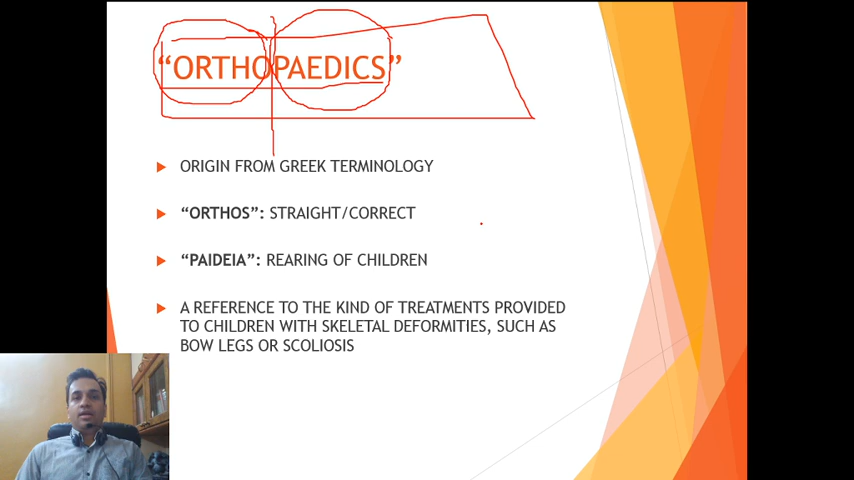 “ORTHOPAEDICS”
ORIGIN FROM GREEK TERMINOLOGY
“ORTHOS”: STRAIGHT/CORRECT
“PAIDEIA”: REARING OF CHILDREN
A REFERENCE TO THE KIND OF TREATMENTS PROVIDED
TO CHILDREN WITH SKELETAL DEFORMITIES, SUCH AS
BOW LEGS OR SCOLIOSIS